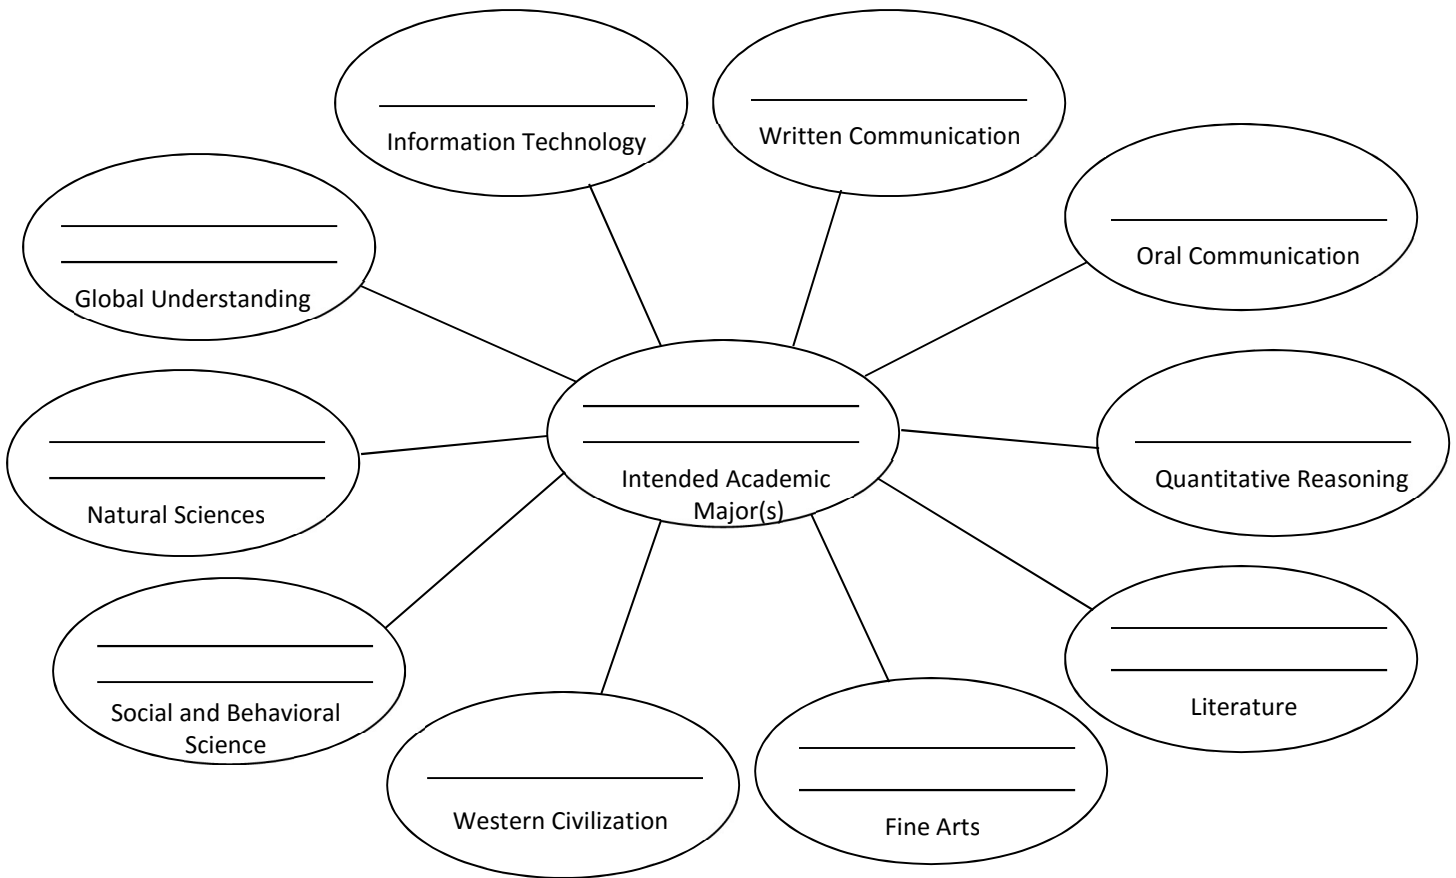 Information Technology
Written Communication
Oral Communication
Global Understanding
Intended Academic
Major(s)
Quantitative Reasoning
Natural Sciences
Literature
Social and Behavioral
Science
Western Civilization
Fine Arts